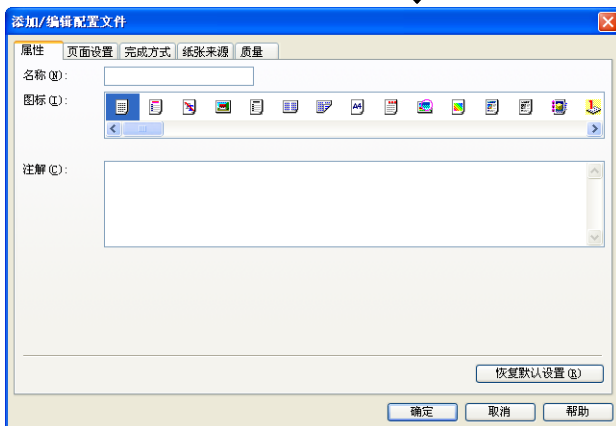 添加/编辑配置文件
属性 页面设置 完成方式 纸张来源 质量
名称(N):
图标(I):
注解(C):
恢复默认设置(R)
确定 取消 帮助